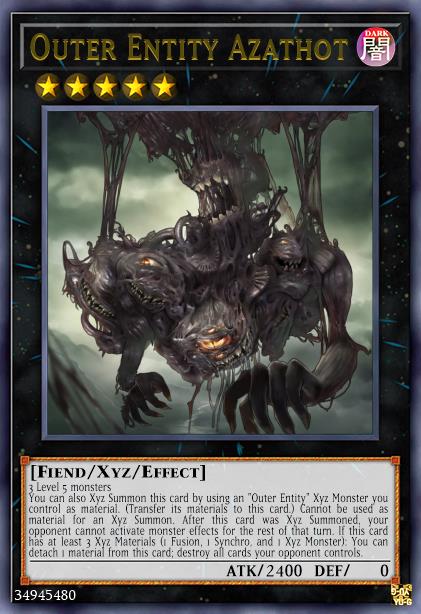 OUTER ENTITY AZATHOT
DARK
闇
[FIEND/XYZ/EFFECT]
3 Level 5 monsters
You can also Xyz Summon this card by using an "Outer Entity" Xyz Monster you
control as material. (Transfer its materials to this card.) Cannot be used as
material for an Xyz Summon. After this card was Xyz Summoned, your
opponent cannot activate monster effects for the rest of that turn. If this card
has at least 3 Xyz Materials (1 Fusion, 1 Synchro, and 1 Xyz Monster): You can
detach 1 material from this card; destroy all cards your opponent controls.
ATK/2400 DEF/ 0
34945480